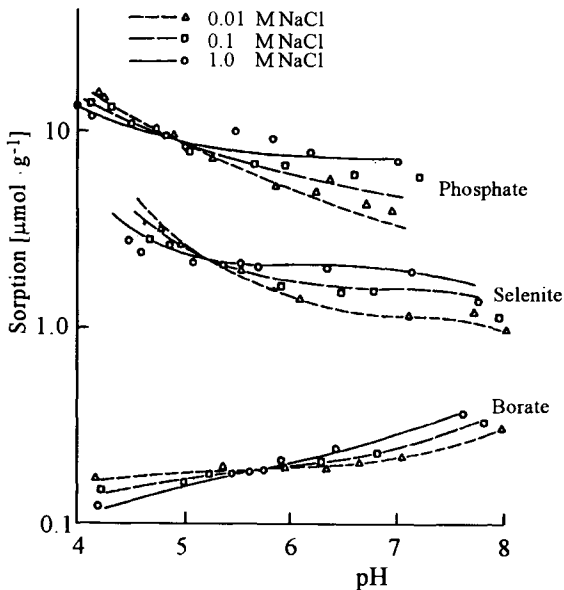 0.01 M NaCl
0.1 M NaCl
1.0 M NaCl
Sorption [μmol · g⁻¹]
10
1.0
0.1
Phosphate
Selenite
Borate
4 5 6 7 8
pH